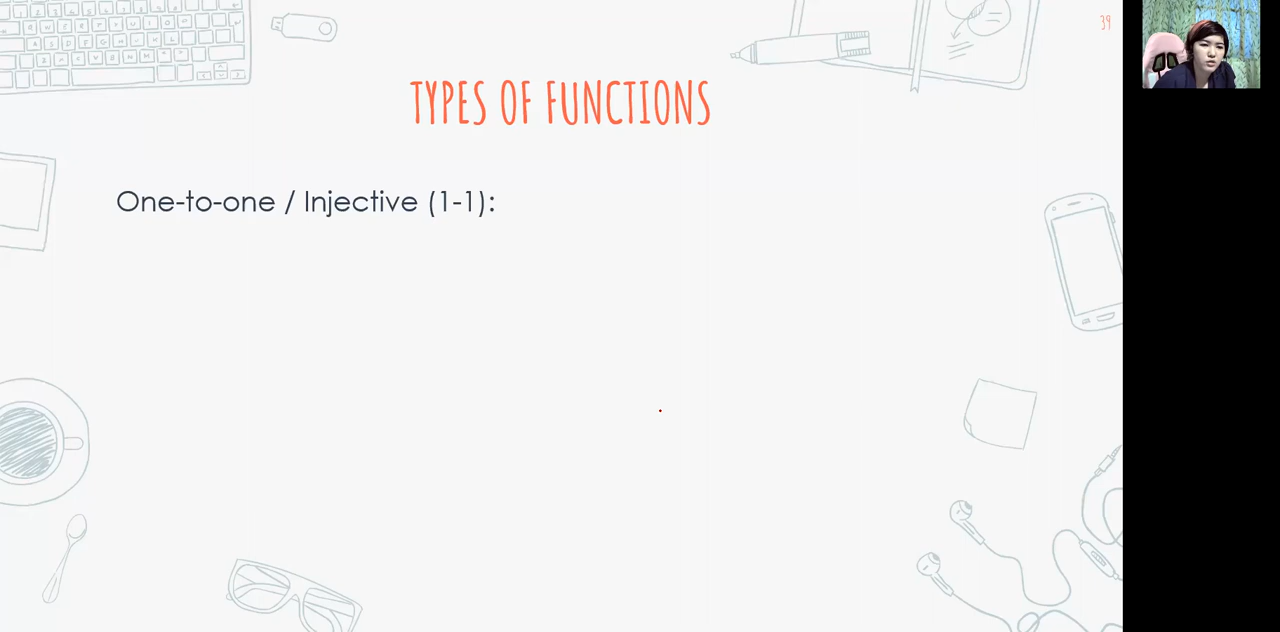 39
TYPES OF FUNCTIONS
One-to-one / Injective (1-1):